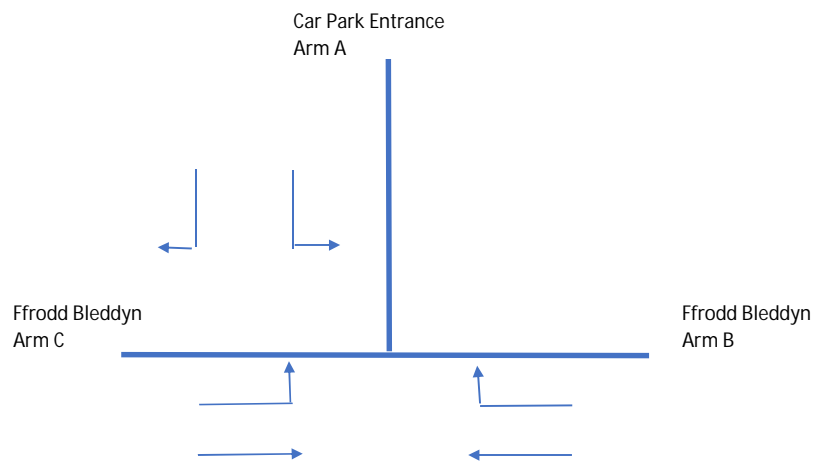 Car Park Entrance
Arm A
Ffrodd Bleddyn
Arm C
Ffrodd Bleddyn
Arm B